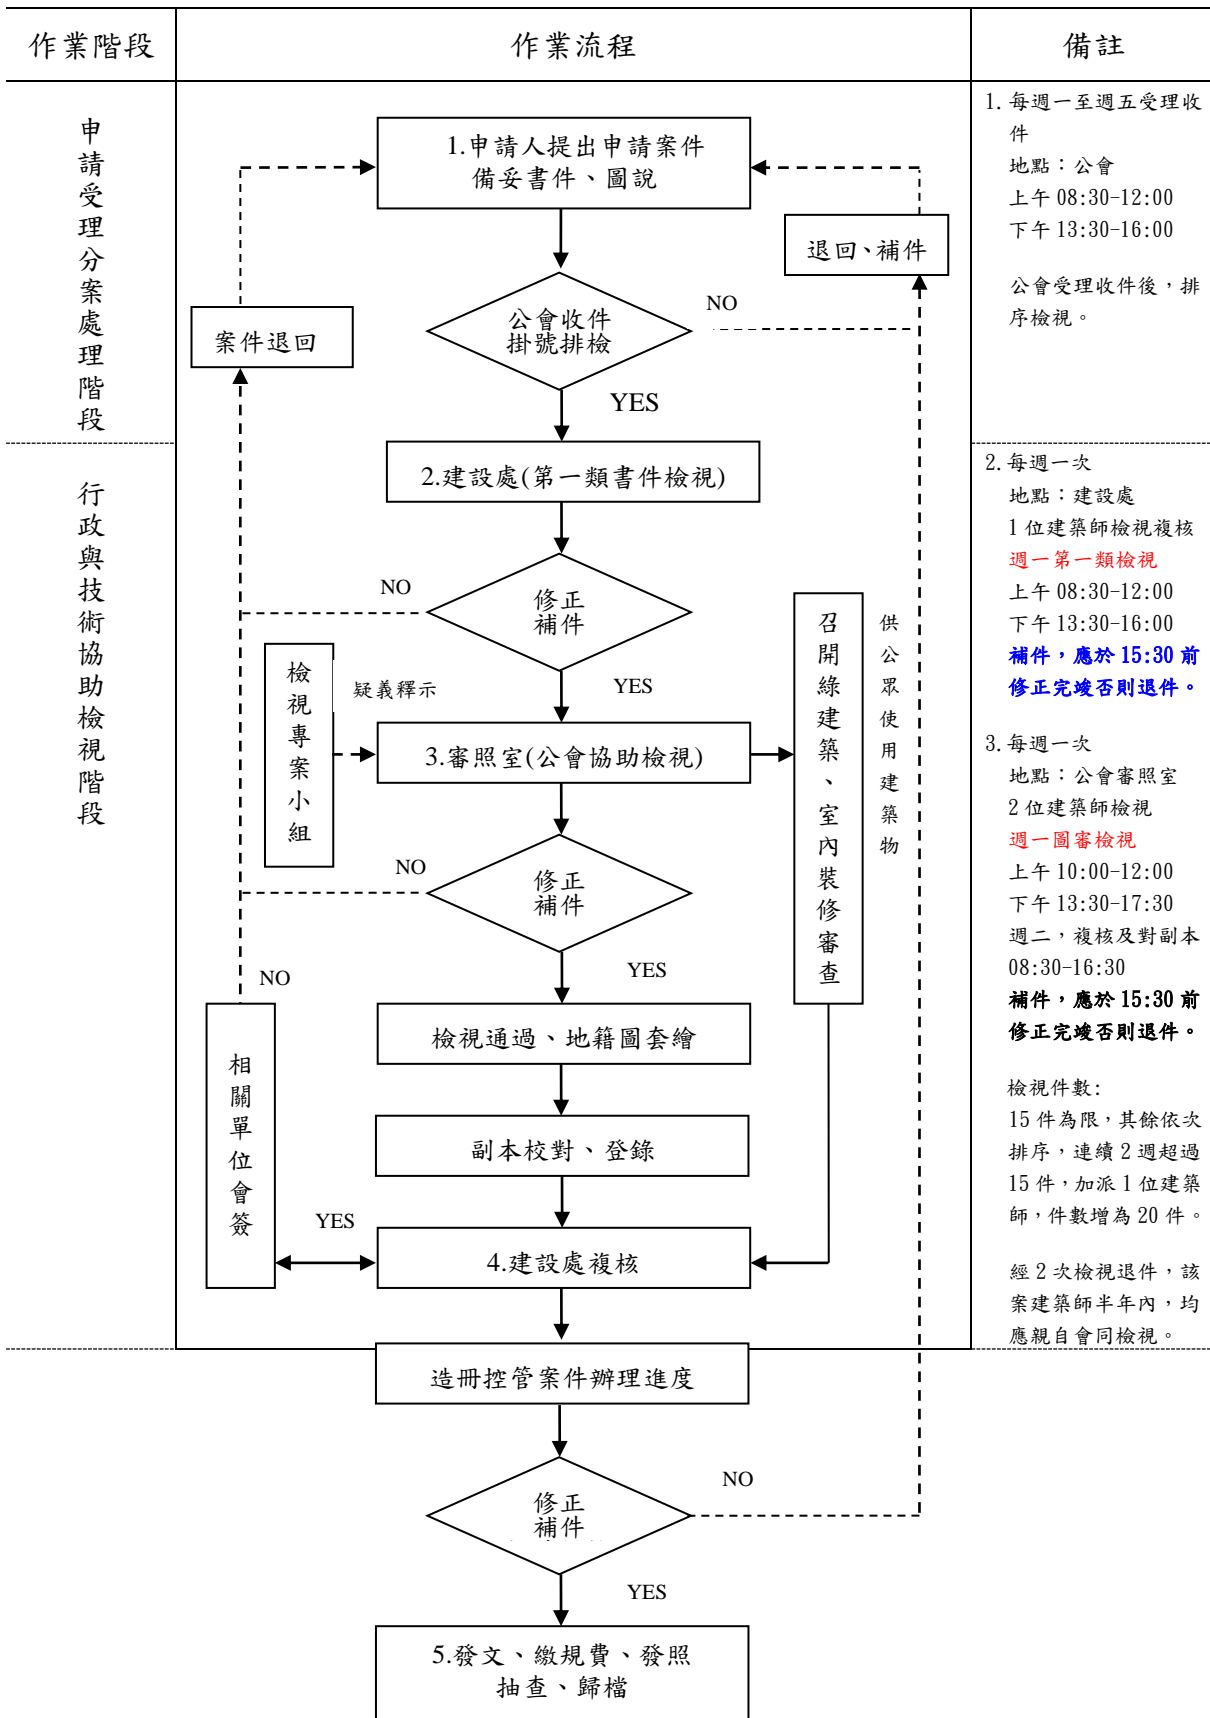 作業階段
作業流程
備註
申請受理分案處理階段
1.申請人提出申請案件
備妥書件、圖說
退回、補件
公會收件
掛號排檢
NO
案件退回
YES
1.每週一至週五受理收
件
地點：公會
上午 08:30-12:00
下午 13:30-16:00
公會受理收件後，排
序檢視。
行政與技術協助檢視階段
2.建設處(第一類書件檢視)
NO
修正
補件
YES
檢視專案小組
疑義釋示
3.審照室(公會協助檢視)
召開綠建築、室內裝修審查
供公眾使用建築物
NO
修正
補件
YES
NO
檢視通過、地籍圖套繪
相關單位會簽
副本校對、登錄
YES
4.建設處複核
2.每週一次
地點：建設處
1 位建築師檢視複核
週一第一類檢視
上午 08:30-12:00
下午 13:30-16:00
補件，應於 15:30 前
修正完竣否則退件。
3.每週一次
地點：公會審照室
2 位建築師檢視
週一圖審檢視
上午 10:00-12:00
下午 13:30-17:30
週二，複核及對副本
08:30-16:30
補件，應於 15:30 前
修正完竣否則退件。
檢視件數:
15 件為限，其餘依次
排序，連續 2 週超過
15 件，加派 1 位建築
師，件數增為 20 件。
經 2 次檢視退件，該
案建築師半年內，均
應親自會同檢視。
造冊控管案件辦理進度
修正
補件
NO
YES
5.發文、繳規費、發照
抽查、歸檔